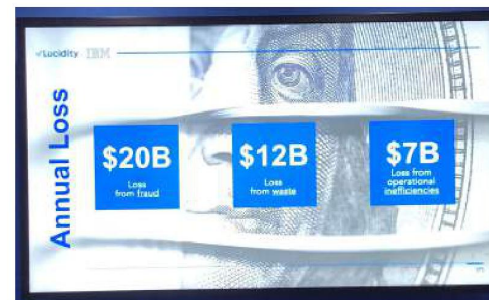 Lucidity IBM
Annual Loss
$20B
Loss
from fraud
$12B
Loss
from waste
$7B
Loss from
operational
inefficiencies